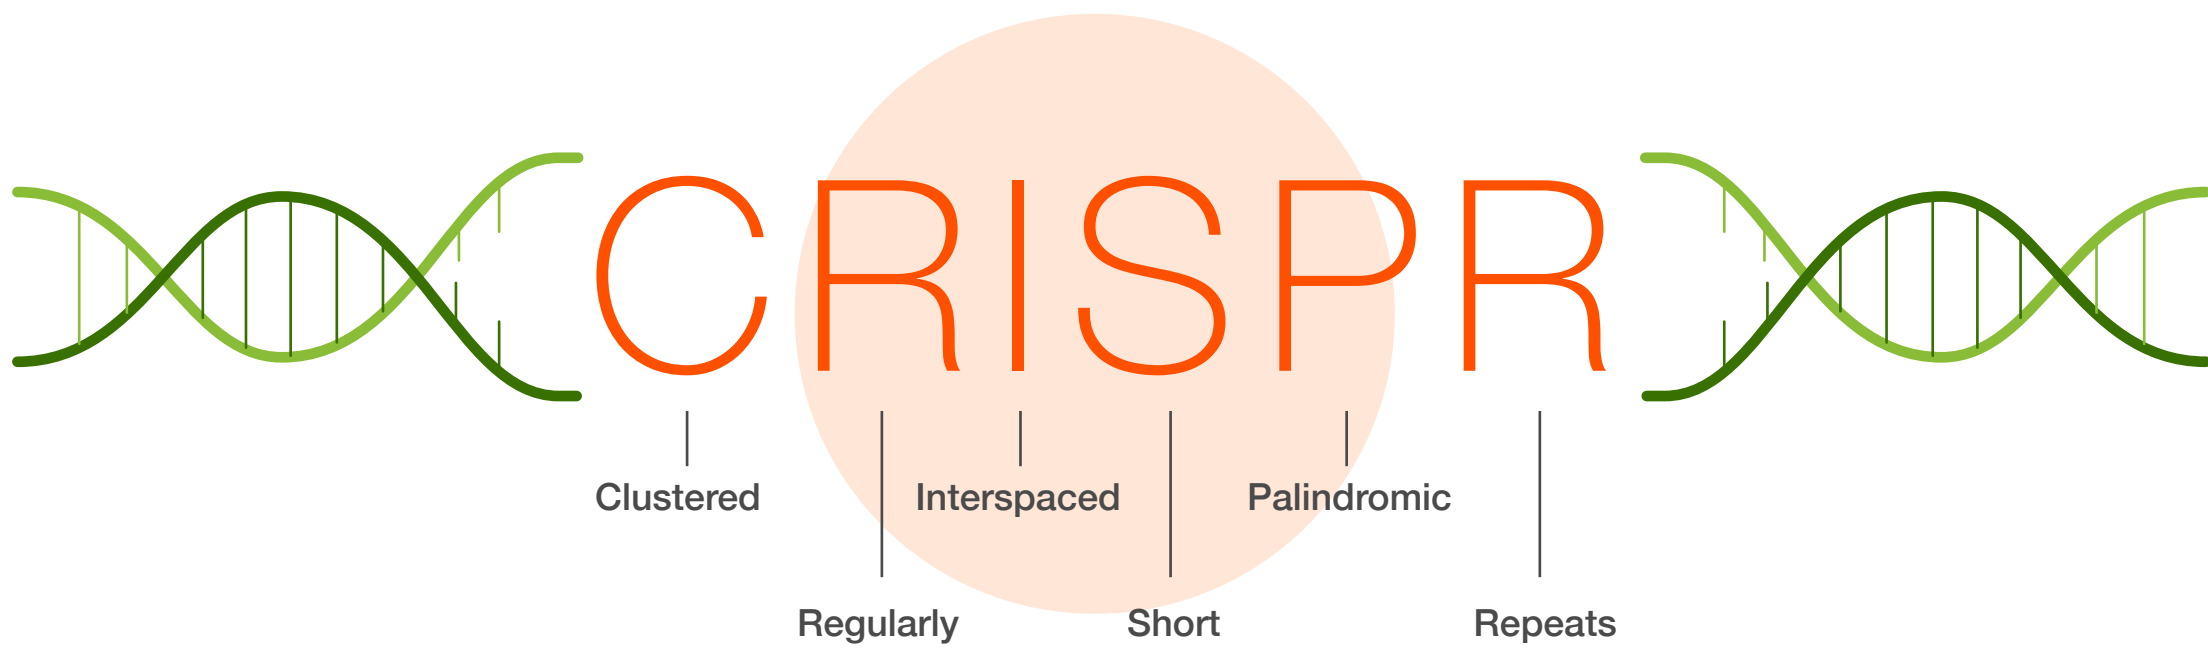 CRISPR
Clustered Interspaced Palindromic
Regularly Short Repeats